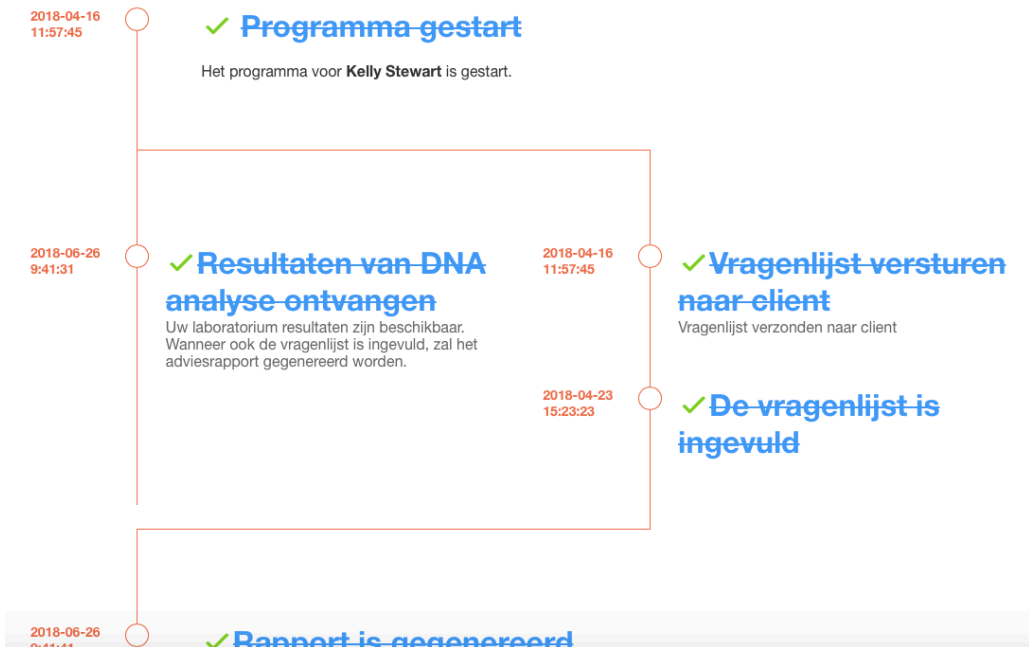 2018-04-16
11:57:45
Programma gestart
Het programma voor Kelly Stewart is gestart.
2018-06-26
9:41:31
Resultaten van DNA
analyse ontvangen
Uw laboratorium resultaten zijn beschikbaar.
Wanneer ook de vragenlijst is ingevuld, zal het
adviesrapport gegenereerd worden.
2018-04-16
11:57:45
Vragenlijst versturen
naar client
Vragenlijst verzonden naar client
2018-04-23
15:23:23
De vragenlijst is
ingevuld
2018-06-26
9:41:41
Rapport is gegenereerd